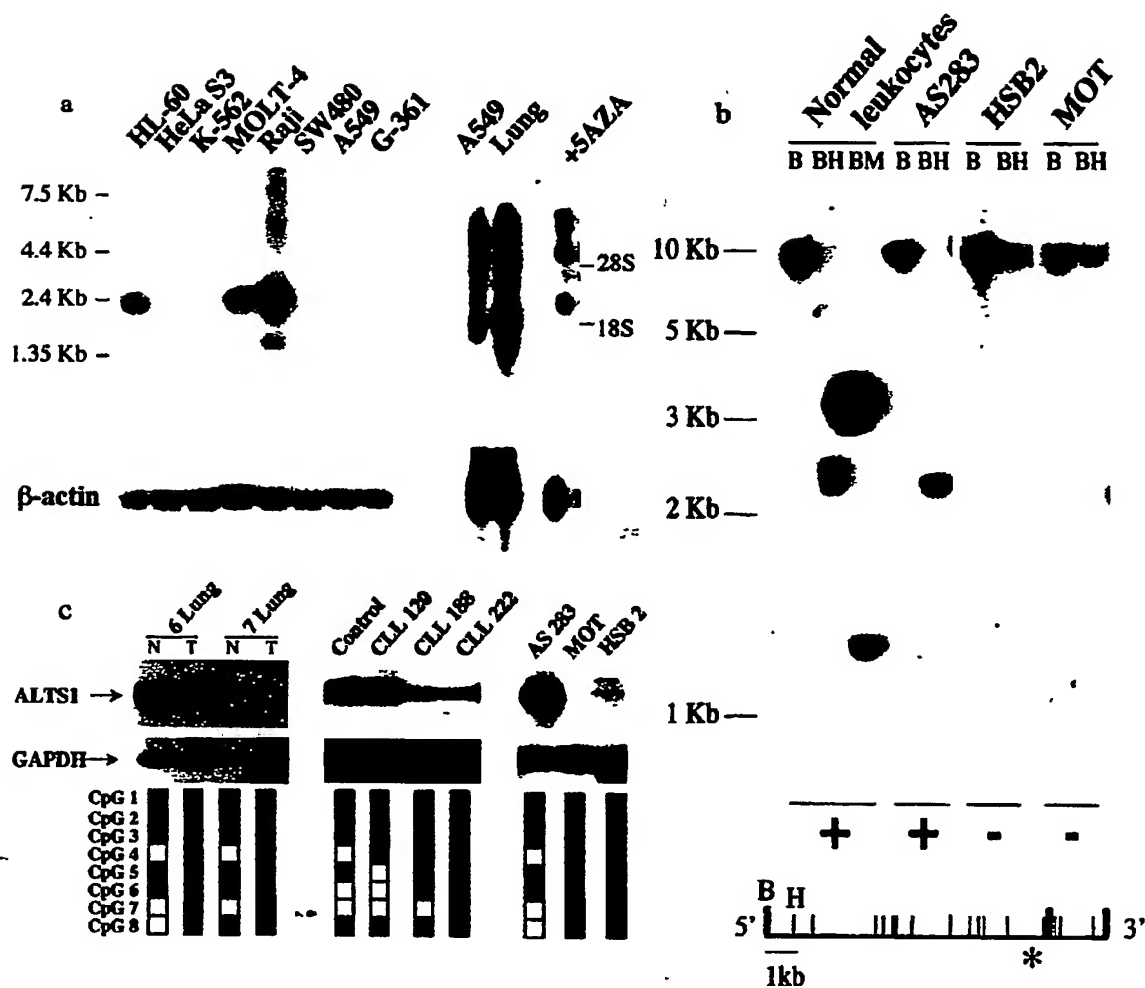 a
HL-60
HeLa S3
K-562
MOLT-4
Raji
SW480
A549
G-361
A549
Lung
+5AZA
7.5 Kb –
4.4 Kb –
2.4 Kb –
1.35 Kb –
–28S
–18S
β-actin
b
Normal
leukocytes
AS283
HSB2
MOT
B BH BM B BH B BH B BH
10 Kb—
5 Kb—
3 Kb—
2 Kb—
1 Kb—
+ + - -
B
H
5'
3'
*
1kb
c
6 Lung 7 Lung
N T N T
Control
CLL 120
CLL 188
CLL 222
AS 283
MOT
HSB 2
ALTS1 →
GAPDH →
CpG 1
CpG 2
CpG 3
CpG 4
CpG 5
CpG 6
CpG 7
CpG 8